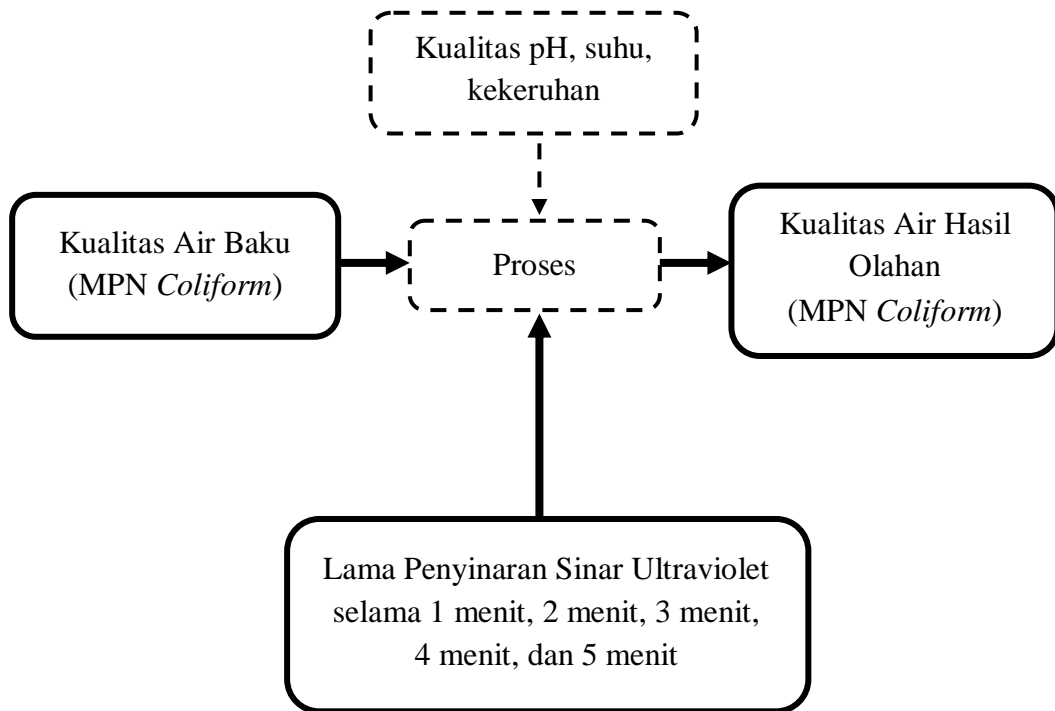 Kualitas pH, suhu,
kekeruhan
Kualitas Air Baku
(MPN Coliform)
Proses
Kualitas Air Hasil
Olahan
(MPN Coliform)
Lama Penyinaran Sinar Ultraviolet
selama 1 menit, 2 menit, 3 menit,
4 menit, dan 5 menit